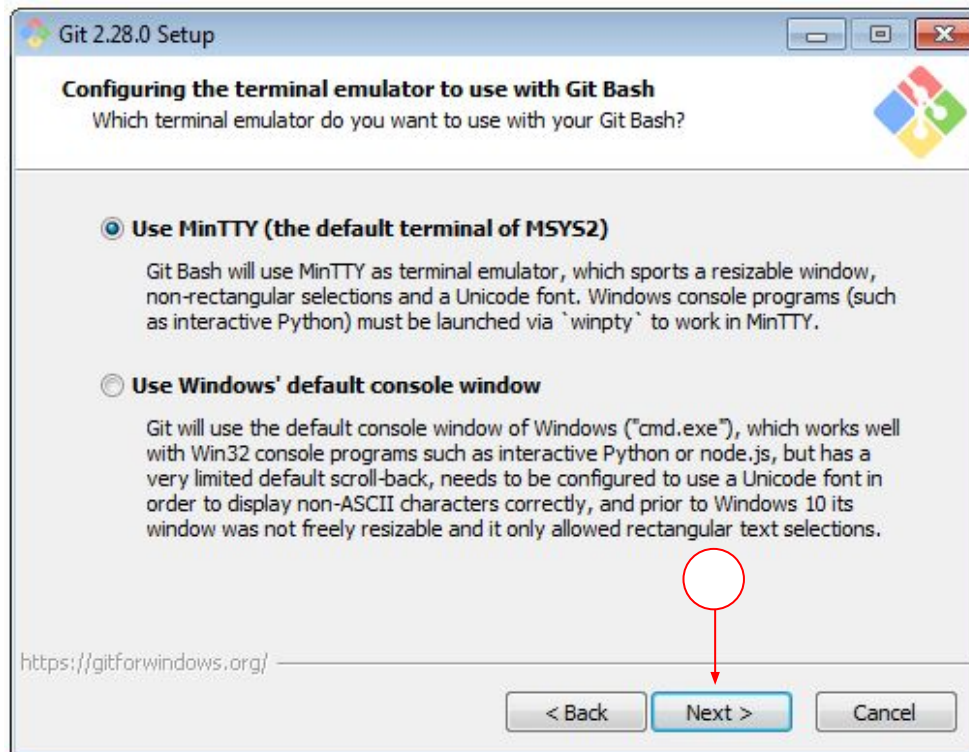 Git 2.28.0 Setup
Configuring the terminal emulator to use with Git Bash
Which terminal emulator do you want to use with your Git Bash?
Use MinTTY (the default terminal of MSYS2)
Git Bash will use MinTTY as terminal emulator, which sports a resizable window,
non-rectangular selections and a Unicode font. Windows console programs (such
as interactive Python) must be launched via `winpty` to work in MinTTY.
Use Windows' default console window
Git will use the default console window of Windows ("cmd.exe"), which works well
with Win32 console programs such as interactive Python or node.js, but has a
very limited default scroll-back, needs to be configured to use a Unicode font in
order to display non-ASCII characters correctly, and prior to Windows 10 its
window was not freely resizable and it only allowed rectangular text selections.
https://gitforwindows.org/
< Back Next > Cancel